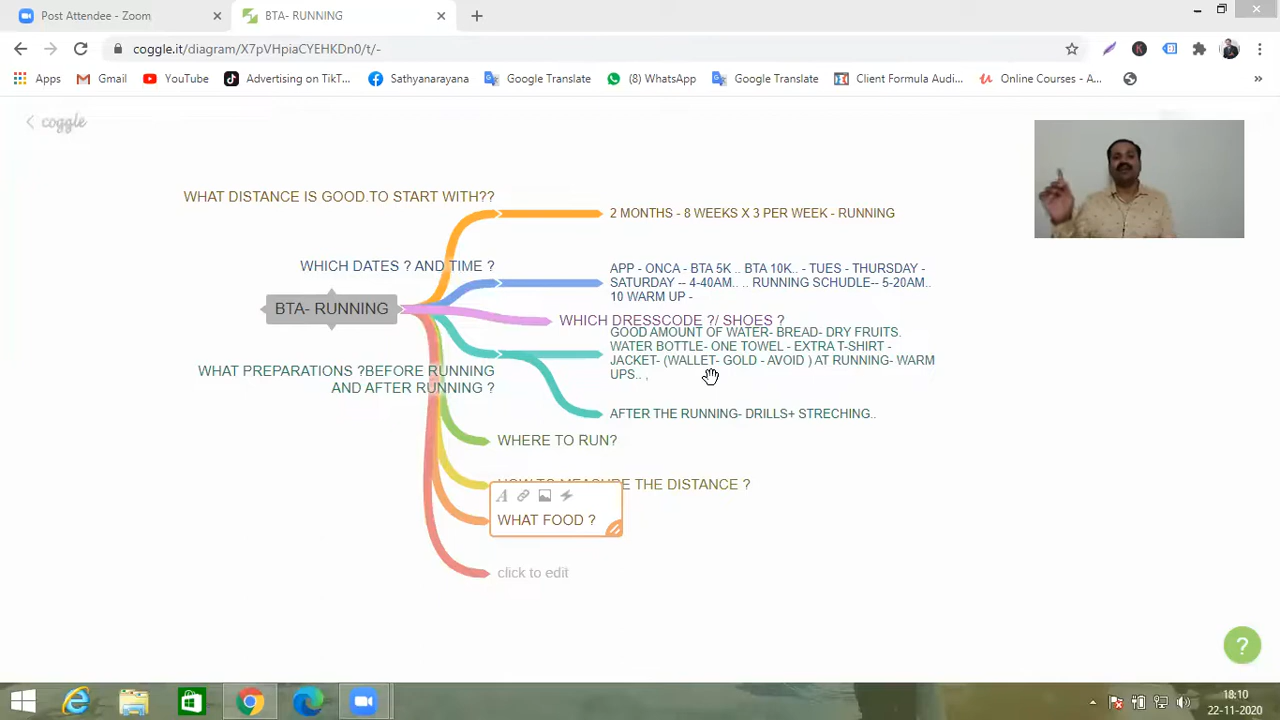 Post Attendee - Zoom
BTA- RUNNING
coggle.it/diagram/X7pVHpiaCYEHKDn0/t/-
Apps
Gmail
YouTube
Advertising on TikT...
Sathyanarayana
Google Translate
(8) WhatsApp
Google Translate
Client Formula Audi...
Online Courses - A...
coggle
WHAT DISTANCE IS GOOD.TO START WITH??
2 MONTHS - 8 WEEKS X 3 PER WEEK - RUNNING
WHICH DATES ? AND TIME ?
APP - ONCA - BTA 5K .. BTA 10K.. - TUES - THURSDAY -
SATURDAY -- 4-40AM.. .. RUNNING SCHUDLE-- 5-20AM..
10 WARM UP -
BTA- RUNNING
WHICH DRESSCODE ?/ SHOES ?
GOOD AMOUNT OF WATER- BREAD- DRY FRUITS.
WATER BOTTLE- ONE TOWEL - EXTRA T-SHIRT -
JACKET- (WALLET- GOLD - AVOID ) AT RUNNING- WARM
UPS.. ,
WHAT PREPARATIONS ?BEFORE RUNNING
AND AFTER RUNNING ?
AFTER THE RUNNING- DRILLS+ STRECHING..
WHERE TO RUN?
HOW TO MEASURE THE DISTANCE ?
WHAT FOOD ?
click to edit
?
18:10
22-11-2020